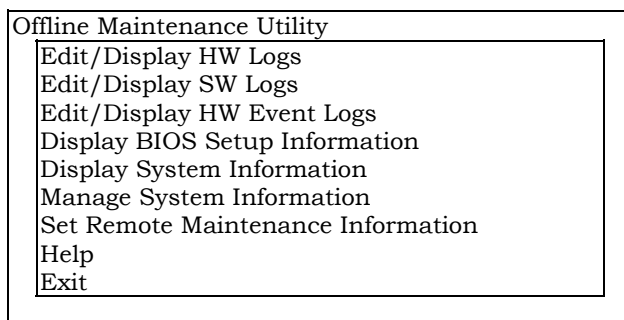 Offline Maintenance Utility
Edit/Display HW Logs
Edit/Display SW Logs
Edit/Display HW Event Logs
Display BIOS Setup Information
Display System Information
Manage System Information
Set Remote Maintenance Information
Help
Exit